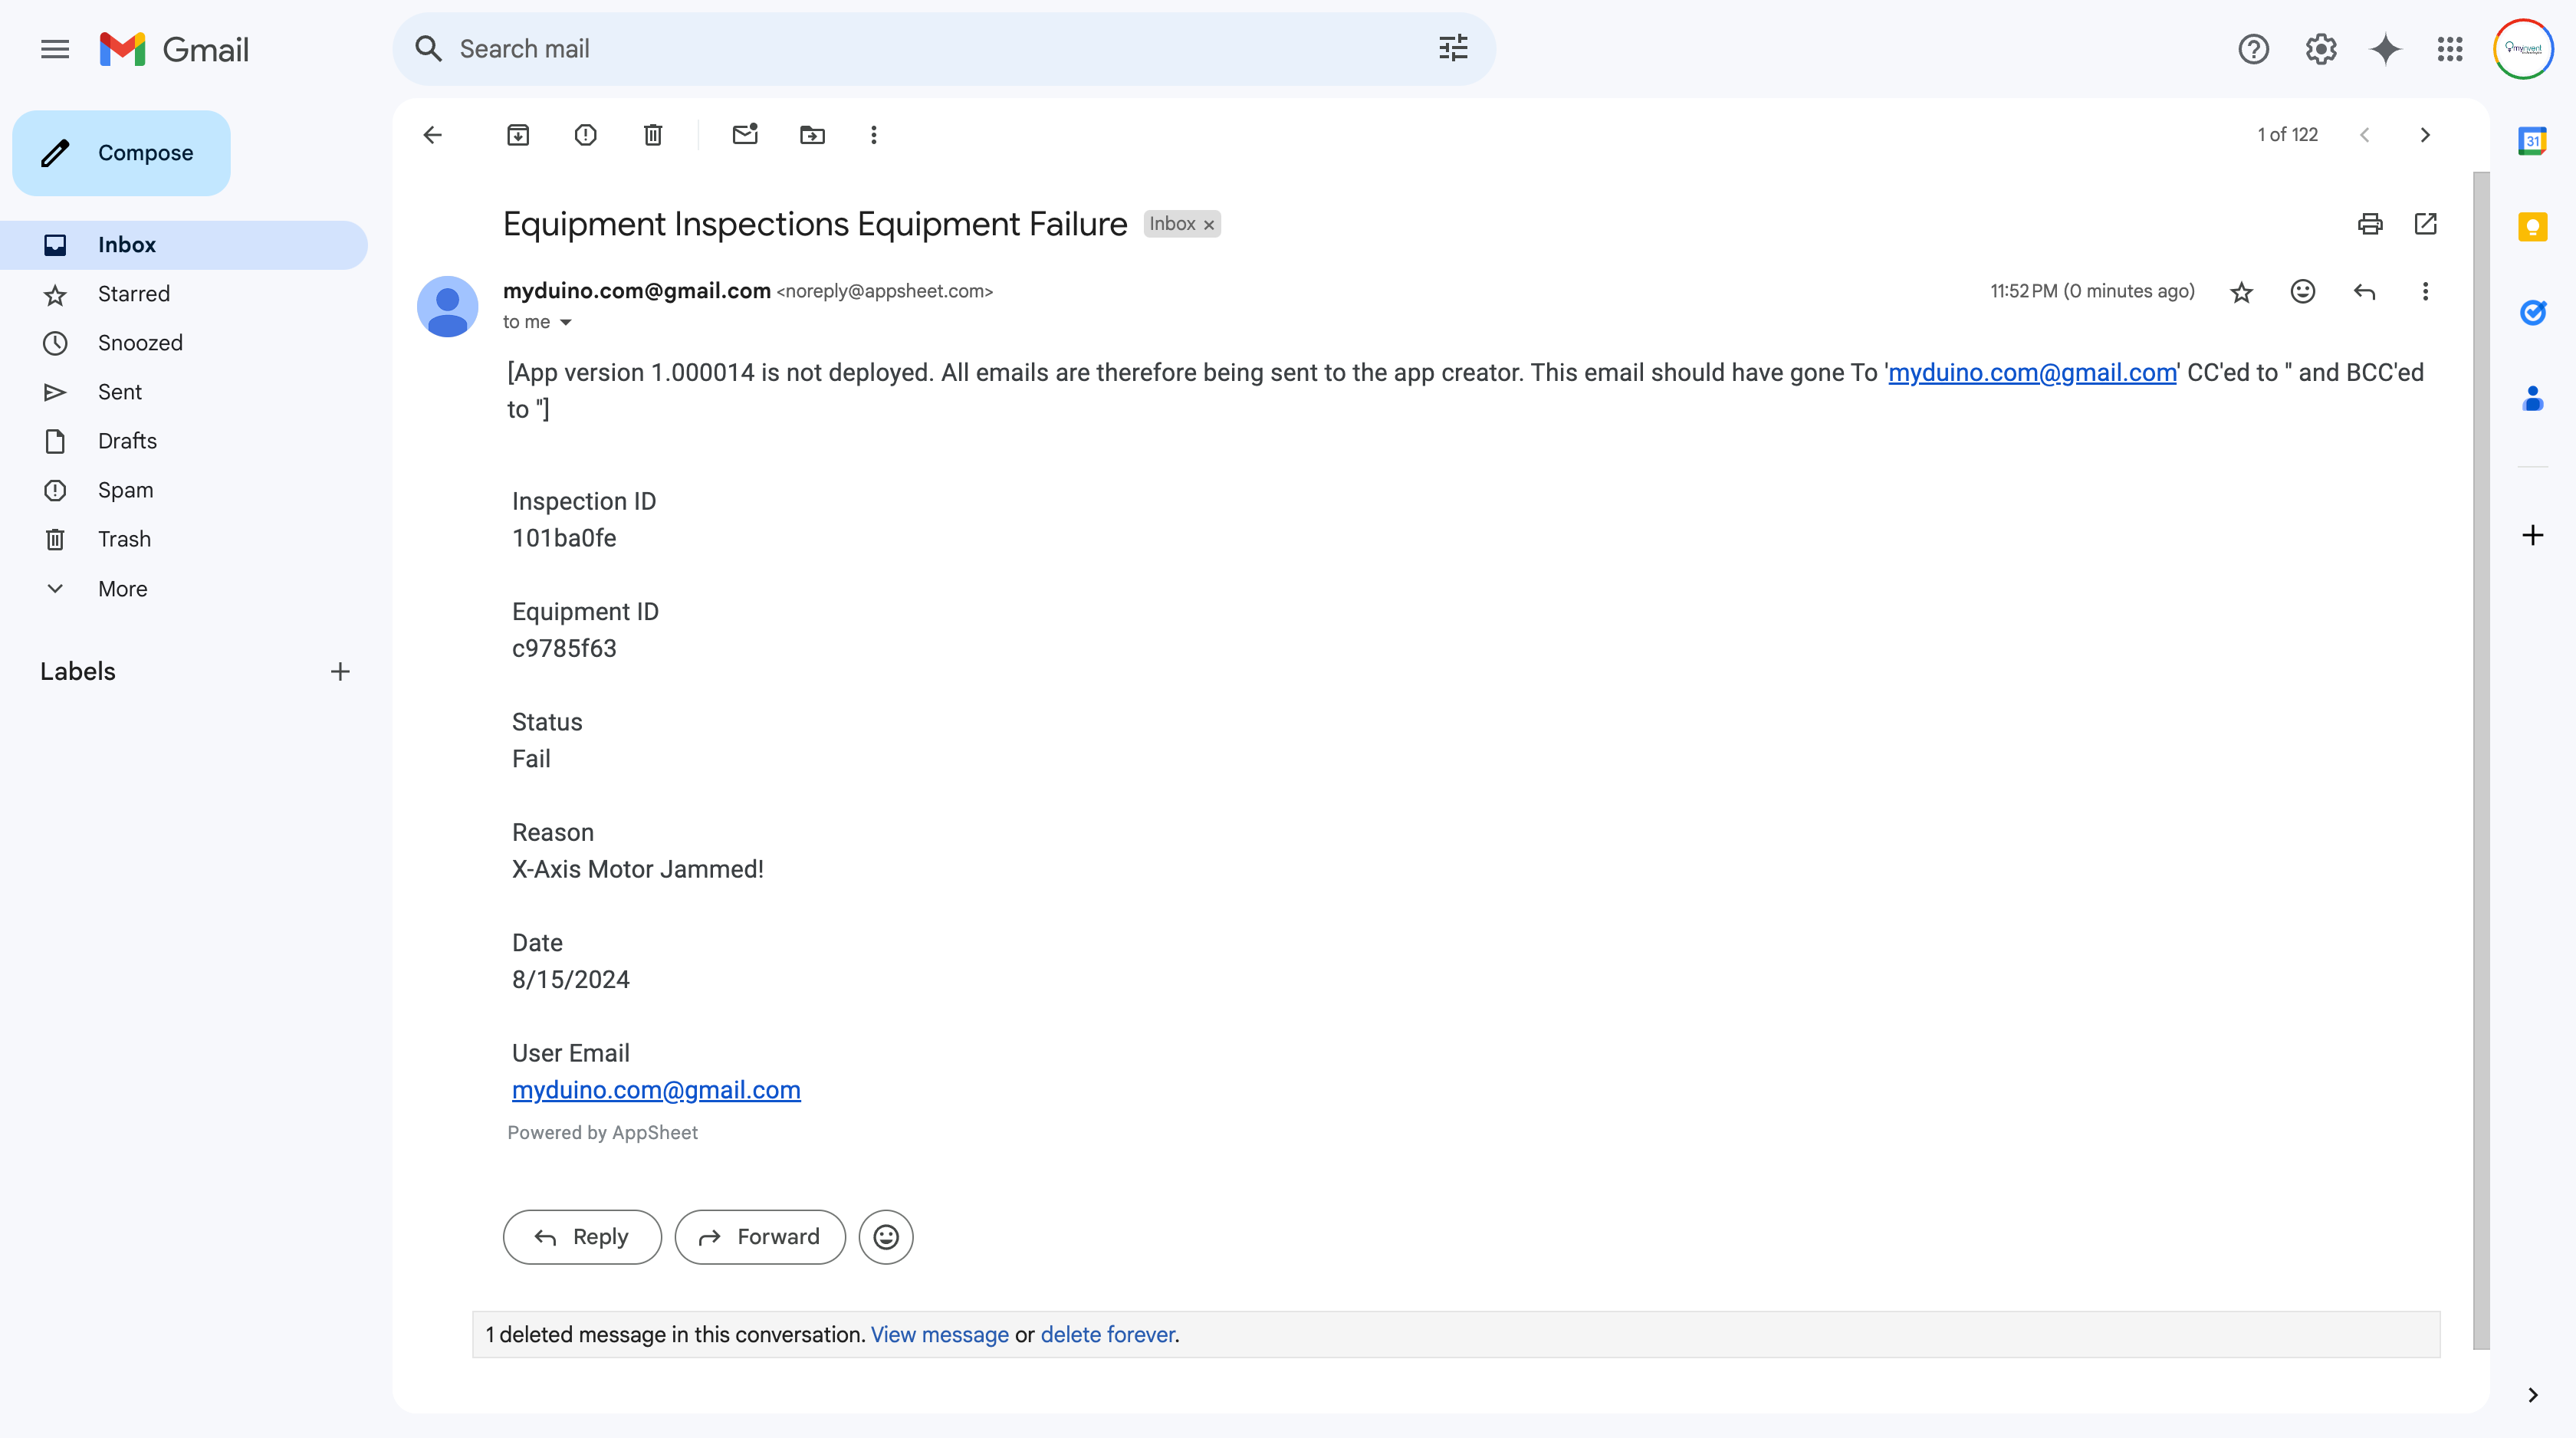 Gmail
Search mail
Compose
Inbox
Starred
Snoozed
Sent
Drafts
Spam
Trash
More
Labels
1 of 122
Equipment Inspections Equipment Failure Inbox x
myduino.com@gmail.com <noreply@appsheet.com>
11:52 PM (0 minutes ago)
to me
[App version 1.000014 is not deployed. All emails are therefore being sent to the app creator. This email should have gone To 'myduino.com@gmail.com' CC'ed to '' and BCC'ed
to '']
Inspection ID
101ba0fe
Equipment ID
c9785f63
Status
Fail
Reason
X-Axis Motor Jammed!
Date
8/15/2024
User Email
myduino.com@gmail.com
Powered by AppSheet
Reply
Forward
1 deleted message in this conversation. View message or delete forever.
31
myinvent